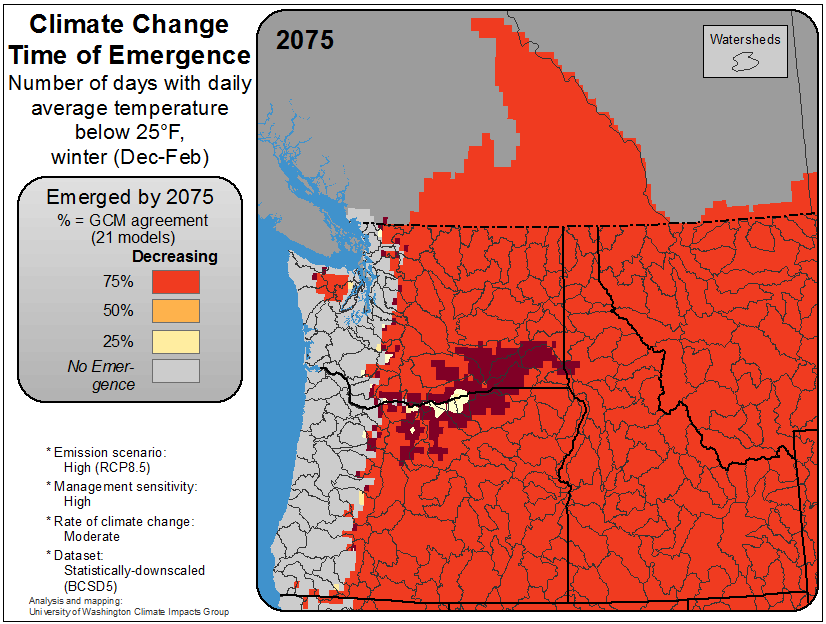 Climate Change
Time of Emergence
Number of days with daily
average temperature
below 25°F,
winter (Dec-Feb)
Emerged by 2075
% = GCM agreement
(21 models)
Decreasing
75%
50%
25%
No Emer-
gence
* Emission scenario:
High (RCP8.5)
* Management sensitivity:
High
* Rate of climate change:
Moderate
* Dataset:
Statistically-downscaled
(BCSD5)
Analysis and mapping:
University of Washington Climate Impacts Group
2075
Watersheds